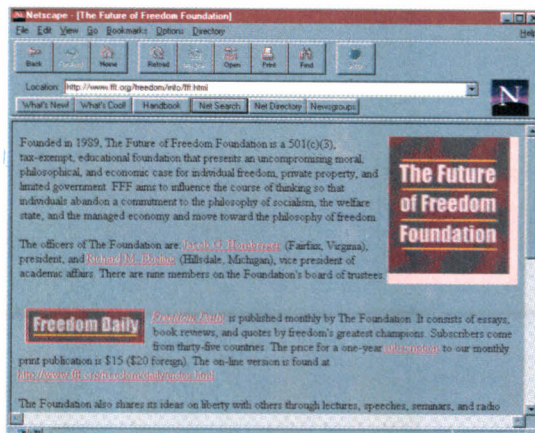 Netscape - [The Future of Freedom Foundation]
File Edit View Go Bookmarks Options Directory Help
Back Home Reload Open Print Find
Location: http://www.fff.org/freedom/info/fff.html
What's New! What's Cool! Handbook Net Search Net Directory Newsgroups
Founded in 1989, The Future of Freedom Foundation is a 501(c)(3),
tax-exempt, educational foundation that presents an uncompromising moral,
philosophical, and economic case for individual freedom, private property, and
limited government. FFF aims to influence the course of thinking so that
individuals abandon a commitment to the philosophy of socialism, the welfare
state, and the managed economy and move toward the philosophy of freedom.
The Future
of Freedom
Foundation
The officers of The Foundation are: Jacob G. Hornberger (Fairfax, Virginia),
president, and Richard M. Ebeling (Hillsdale, Michigan), vice president of
academic affairs. There are nine members on the Foundation's board of trustees.
Freedom Daily
Freedom Daily is published monthly by The Foundation. It consists of essays,
book reviews, and quotes by freedom's greatest champions. Subscribers come
from thirty-five countries. The price for a one-year subscription to our monthly
print publication is $15 ($20 foreign). The on-line version is found at
The Foundation also shares its ideas on liberty with others through lectures, speeches, seminars, and radio